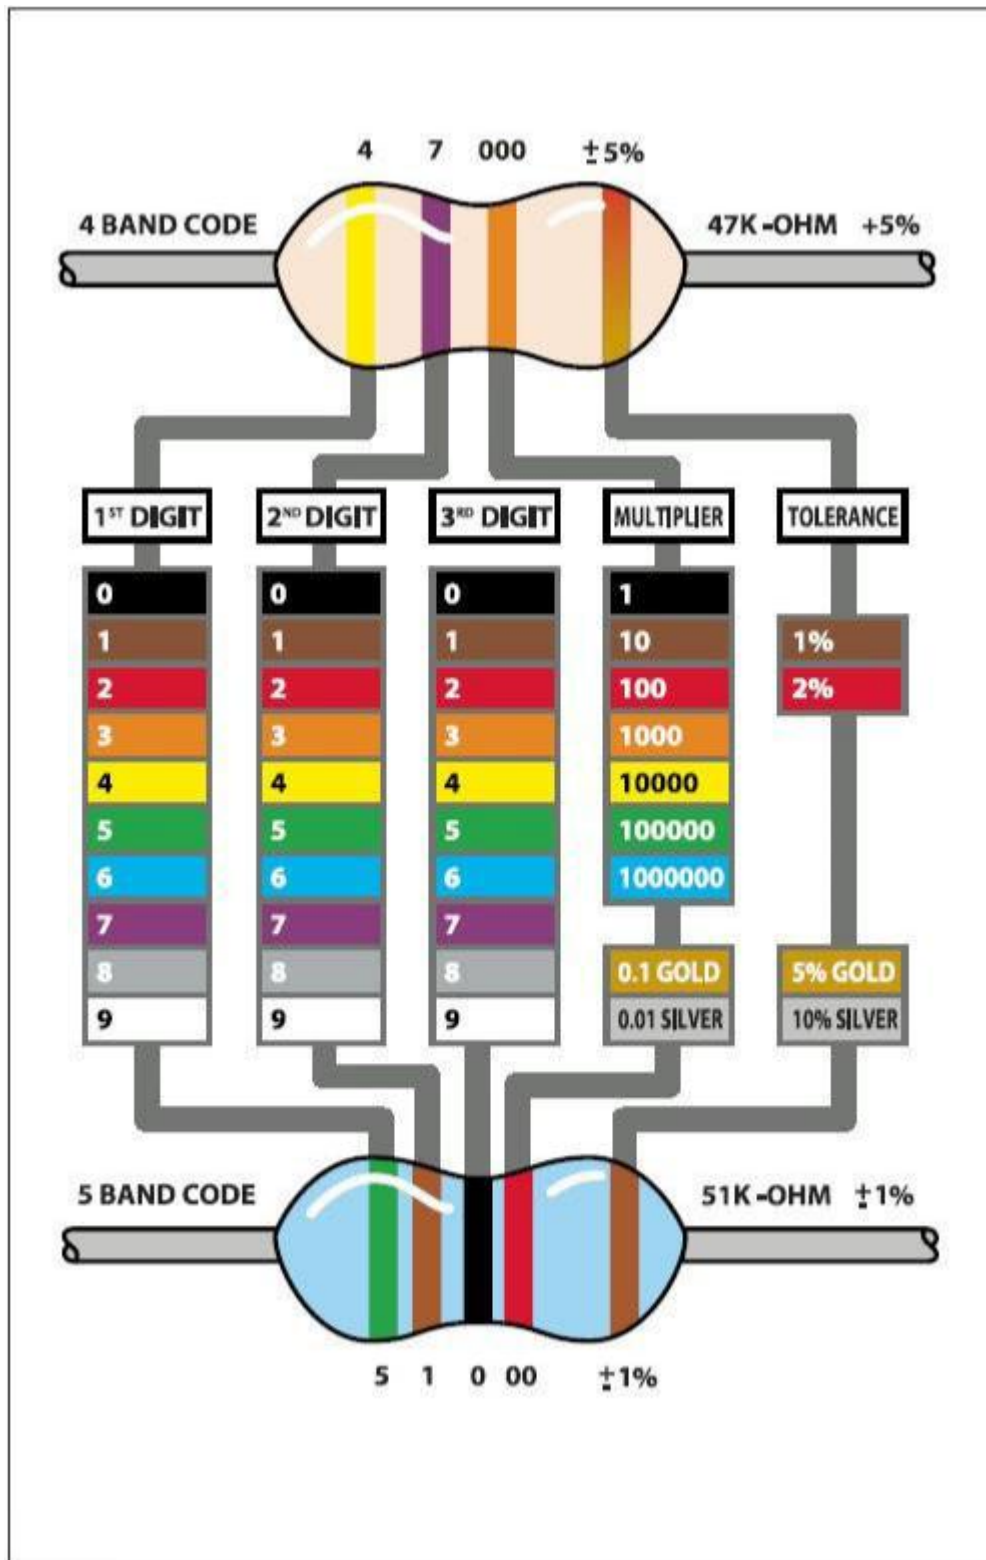 4 7 000 ±5%
4 BAND CODE 47K-OHM +5%
1ST DIGIT 2ND DIGIT 3RD DIGIT MULTIPLIER TOLERANCE
0 0 0 1
1 1 1 10 1%
2 2 2 100 2%
3 3 3 1000
4 4 4 10000
5 5 5 100000
6 6 6 1000000
7 7 7
8 8 8 0.1 GOLD 5% GOLD
9 9 9 0.01 SILVER 10% SILVER
5 BAND CODE 51K-OHM ±1%
5 1 0 00 ±1%